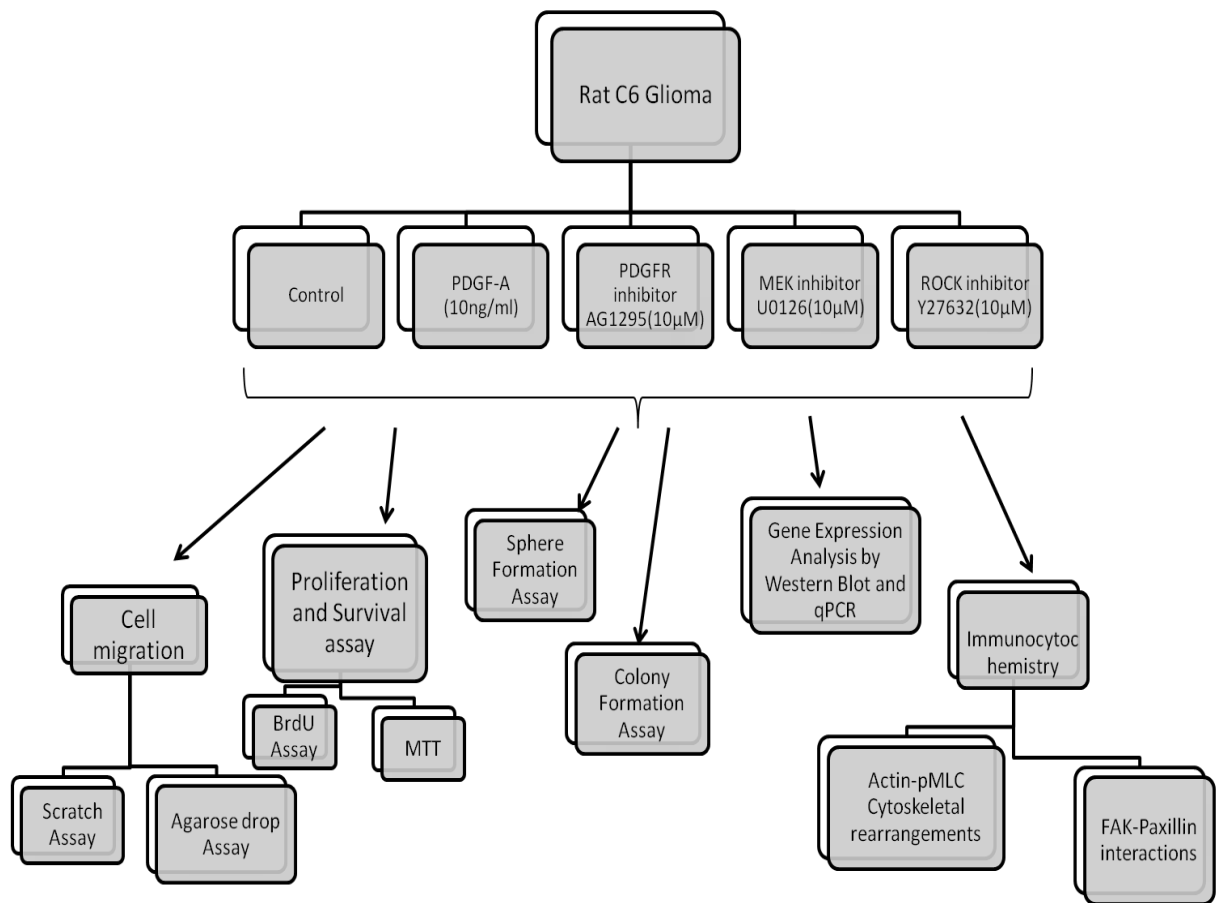 Rat C6 Glioma
Control
PDGF-A
(10ng/ml)
PDGFR
inhibitor
AG1295(10µM)
MEK inhibitor
U0126(10µM)
ROCK inhibitor
Y27632(10µM)
Cell
migration
Proliferation
and Survival
assay
Sphere
Formation
Assay
Colony
Formation
Assay
Gene Expression
Analysis by
Western Blot and
qPCR
Immunocytoc
hemistry
BrdU
Assay
MTT
Scratch
Assay
Agarose drop
Assay
Actin-pMLC
Cytoskeletal
rearrangements
FAK-Paxillin
interactions